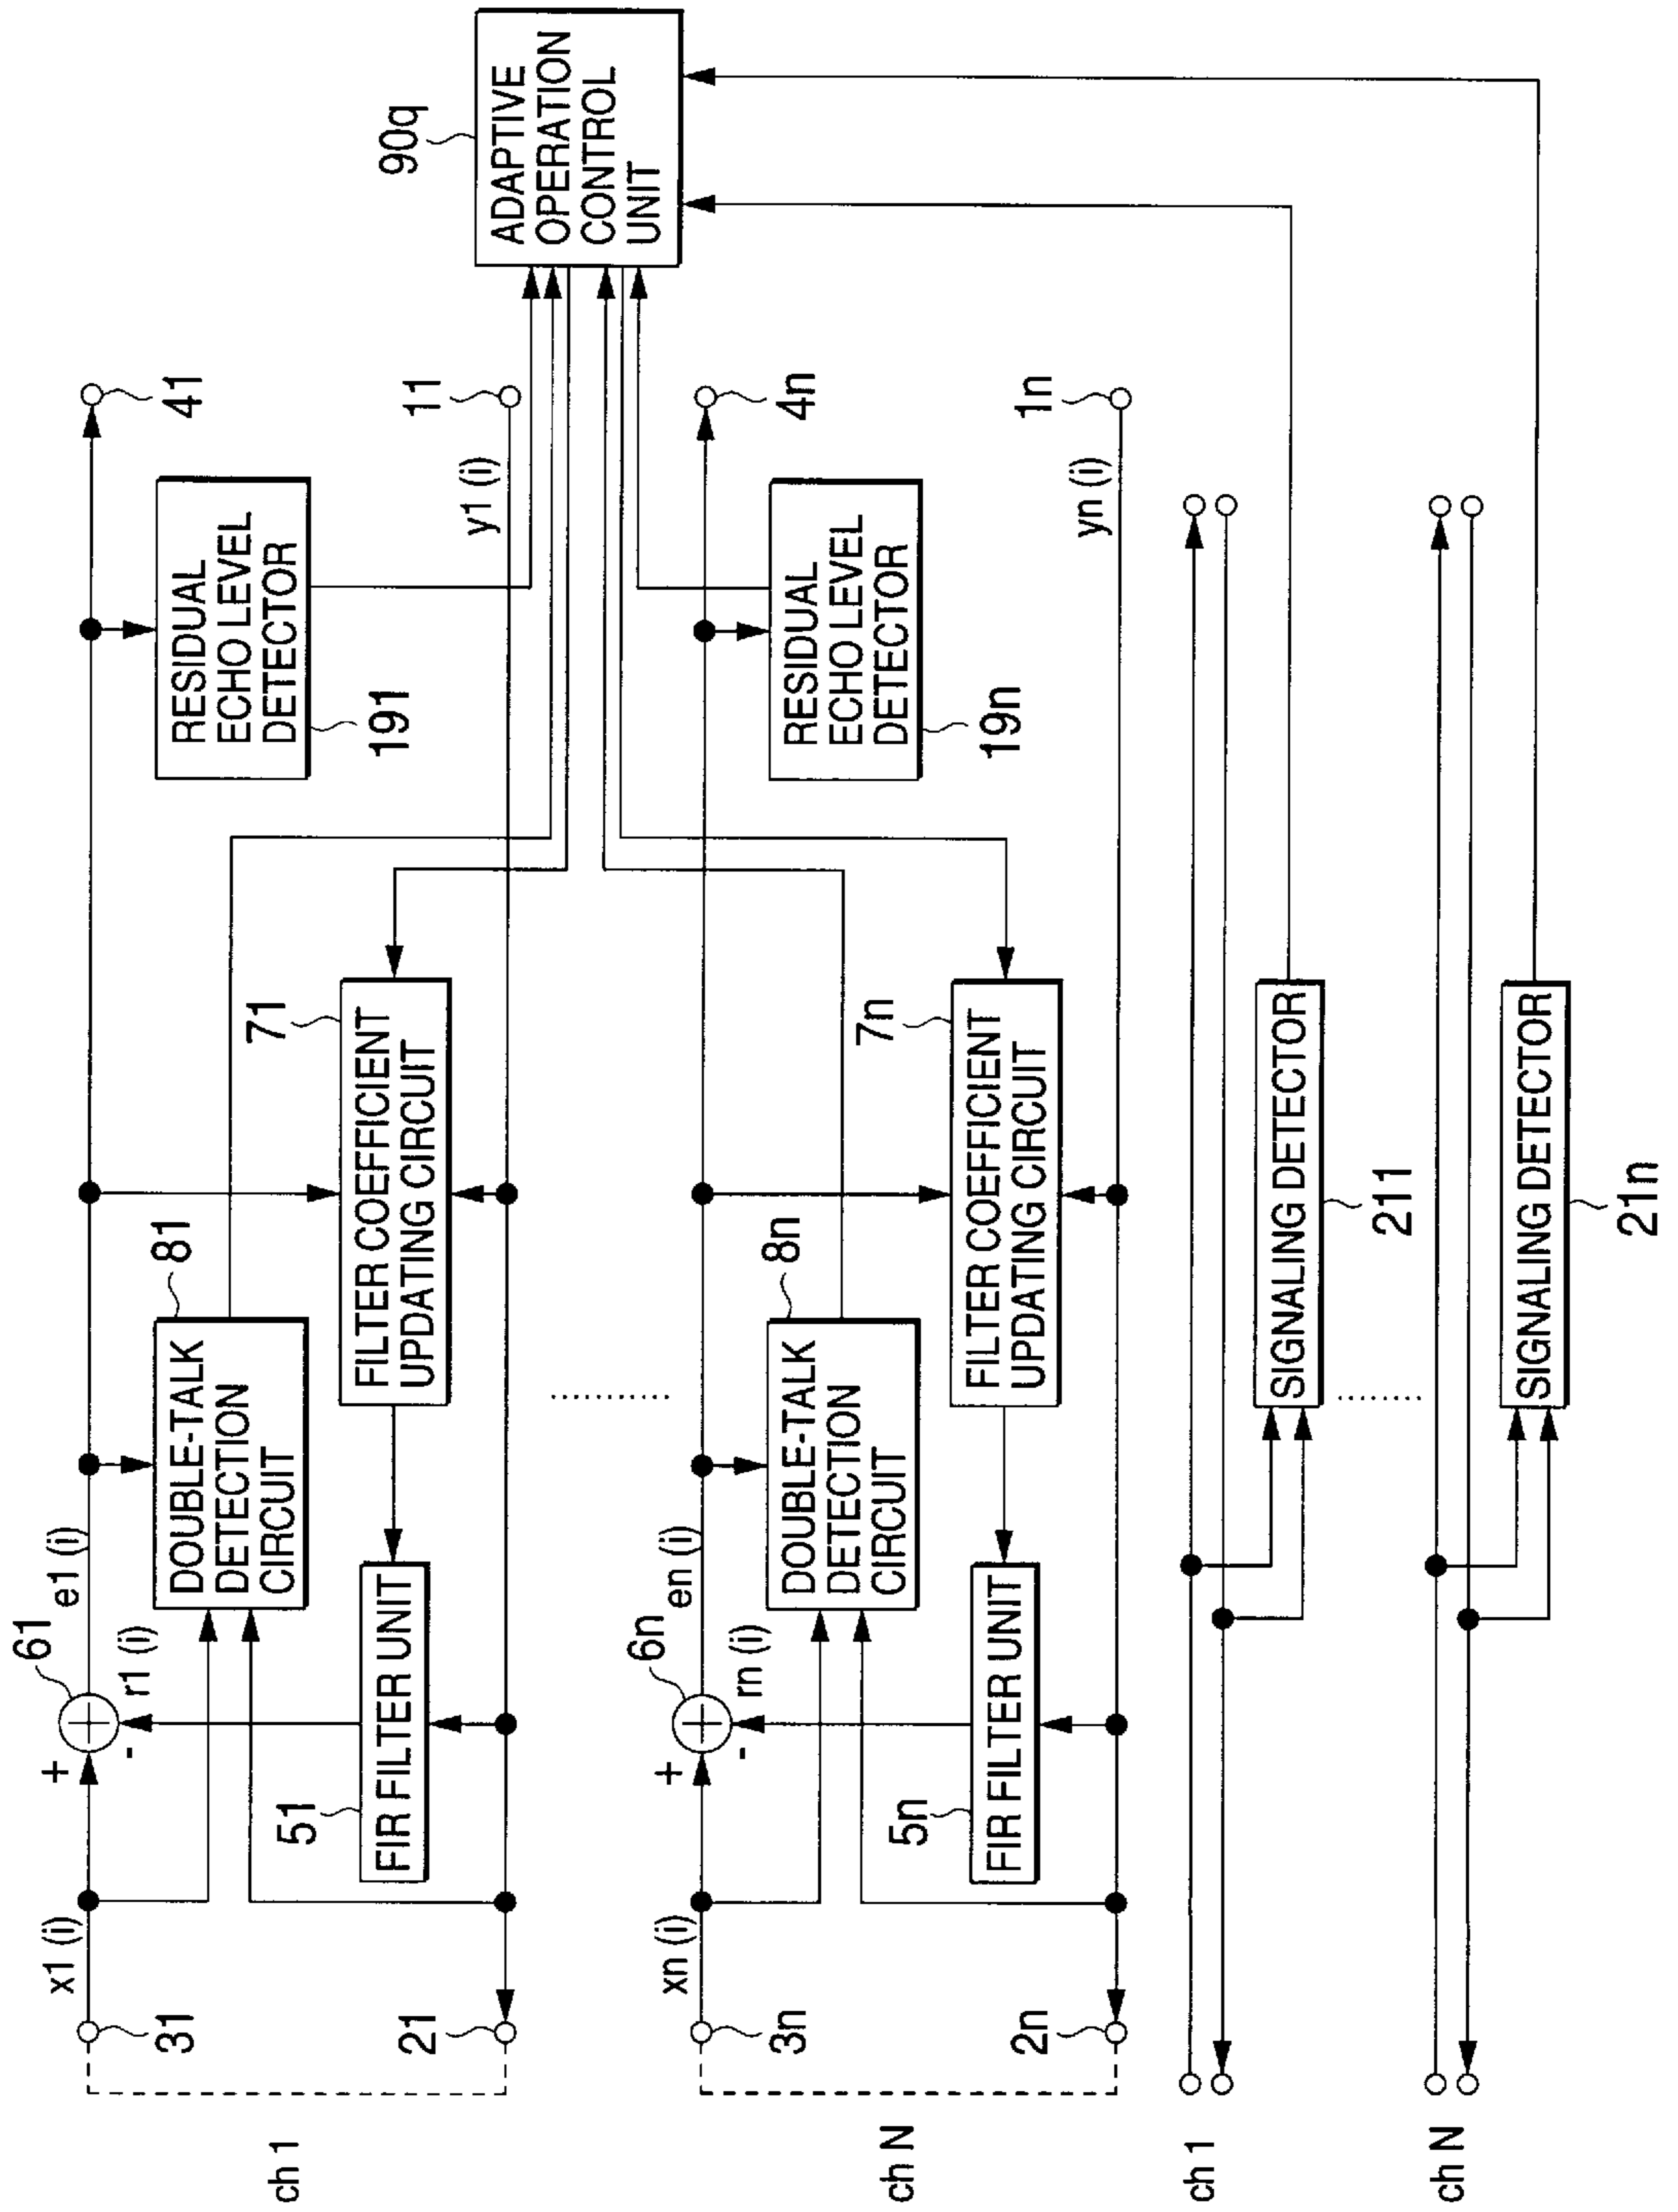 ch 1
x1 (i)
31
+
-
61
r1 (i)
e1 (i)
DOUBLE-TALK
DETECTION
CIRCUIT
81
RESIDUAL
ECHO LEVEL
DETECTOR
191
41
51
FIR FILTER UNIT
FILTER COEFFICIENT
UPDATING CIRCUIT
71
21
y1 (i)
11
90q
ADAPTIVE
OPERATION
CONTROL
UNIT
ch N
xn (i)
3n
+
-
6n
rn (i)
en (i)
DOUBLE-TALK
DETECTION
CIRCUIT
8n
RESIDUAL
ECHO LEVEL
DETECTOR
19n
4n
5n
FIR FILTER UNIT
FILTER COEFFICIENT
UPDATING CIRCUIT
7n
2n
yn (i)
1n
ch 1
SIGNALING DETECTOR
211
ch N
SIGNALING DETECTOR
21n